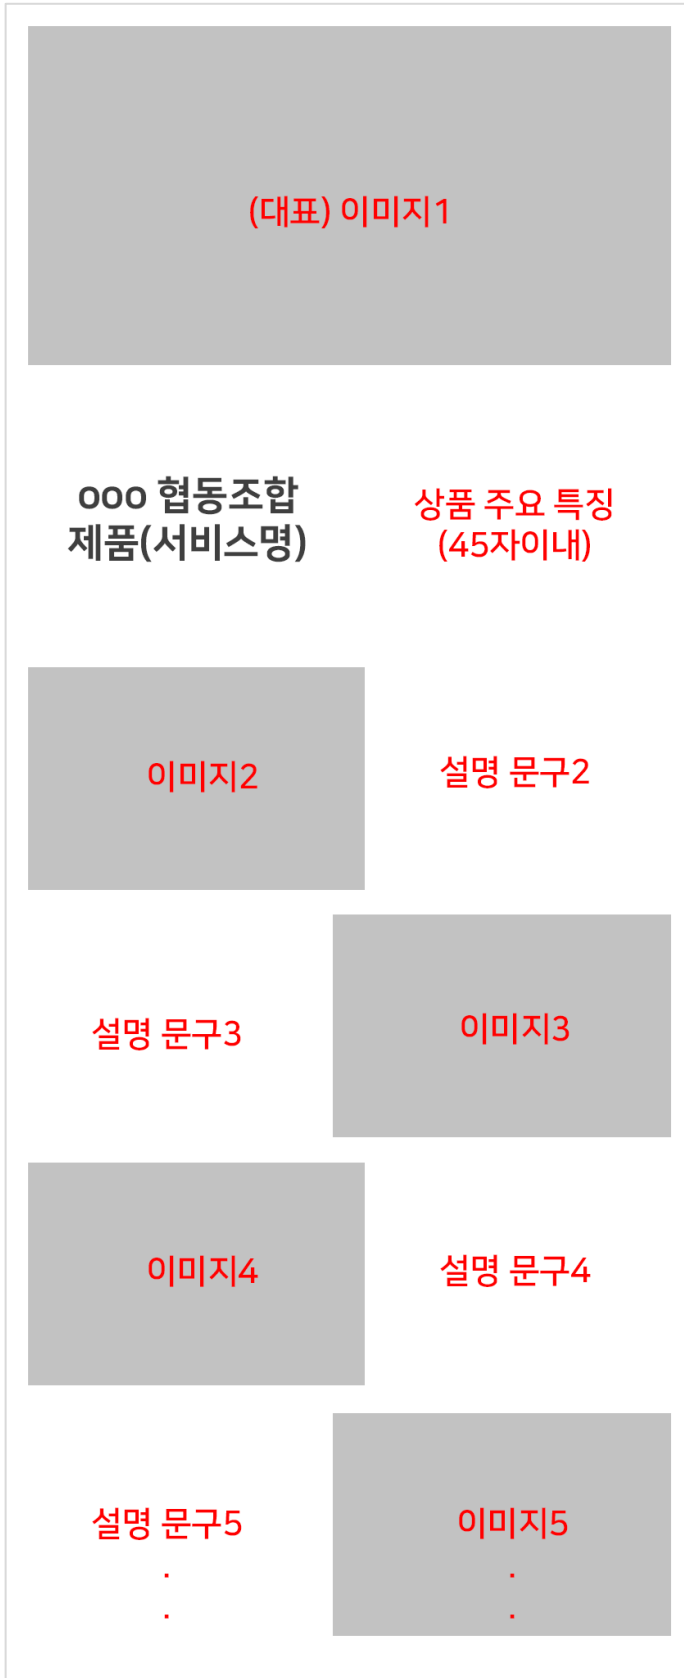 (대표) 이미지1
ooo 협동조합
제품(서비스명)
상품 주요 특징
(45자이내)
이미지2
설명 문구2
설명 문구3
이미지3
이미지4
설명 문구4
설명 문구5
이미지5
. .
. .